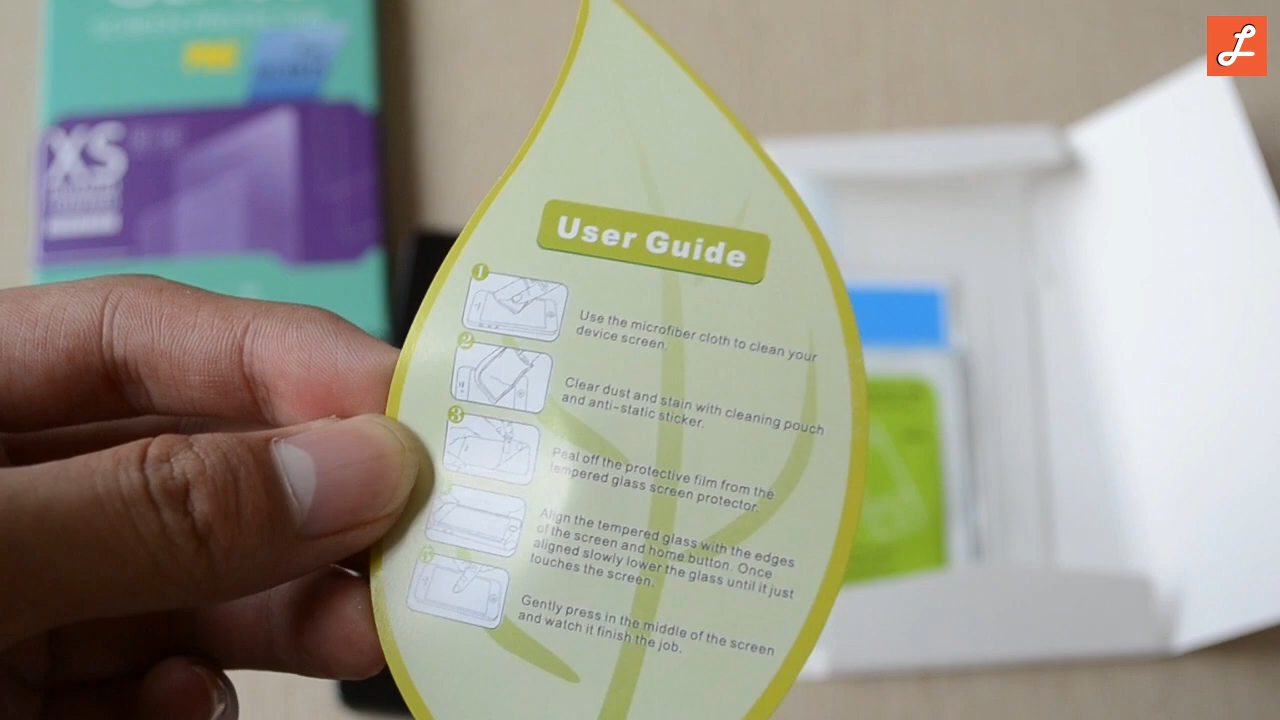 XS
User Guide
1
Use the microfiber cloth to clean your
device screen.
2
Clear dust and stain with cleaning pouch
and anti-static sticker.
3
Peal off the protective film from the
tempered glass screen protector.
Align the tempered glass with the edges
of the screen and home button. Once
aligned slowly lower the glass until it just
touches the screen.
5
Gently press in the middle of the screen
and watch it finish the job.